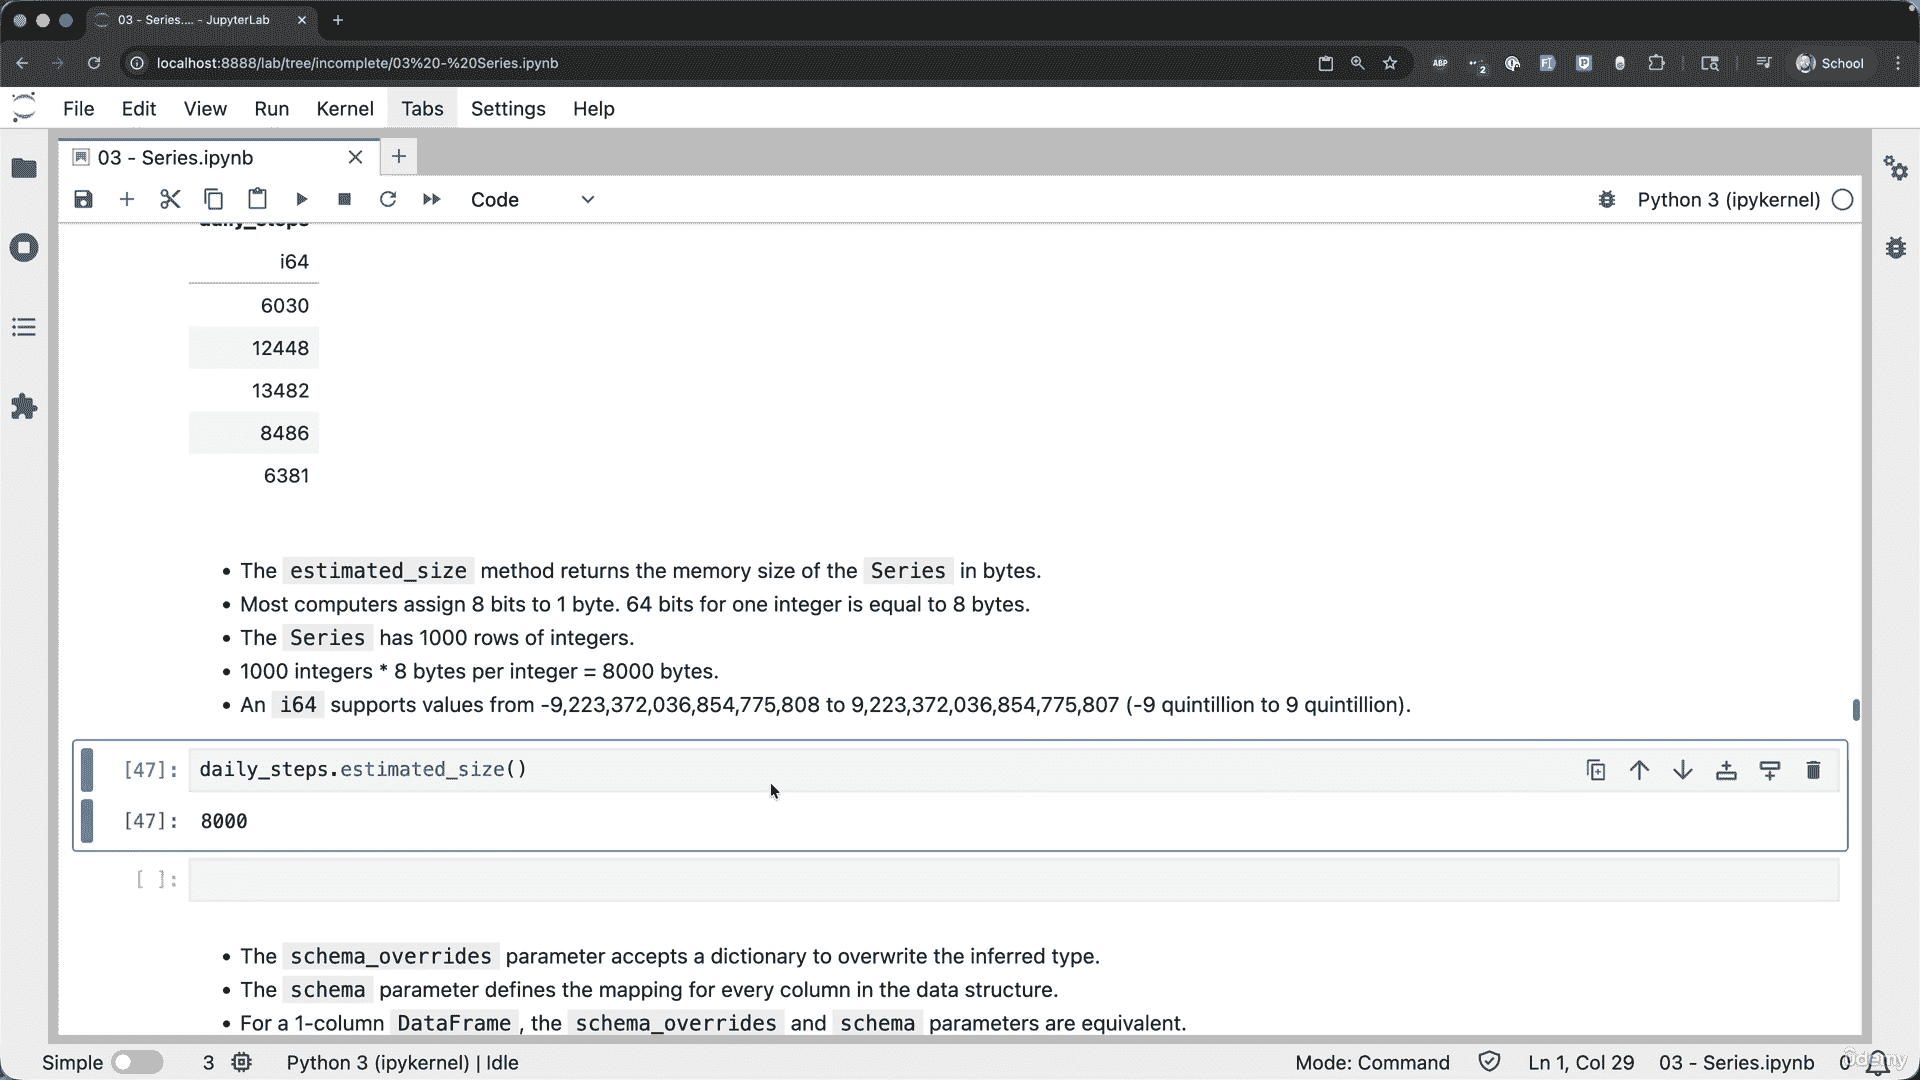 03 - Series.... - JupyterLab
localhost:8888/lab/tree/incomplete/03%20-%20Series.ipynb
ABP
2
School
File Edit View Run Kernel Tabs Settings Help
03 - Series.ipynb
Code
Python 3 (ipykernel)
daily_steps
i64
6030
12448
13482
8486
6381
• The estimated_size method returns the memory size of the Series in bytes.
• Most computers assign 8 bits to 1 byte. 64 bits for one integer is equal to 8 bytes.
• The Series has 1000 rows of integers.
• 1000 integers * 8 bytes per integer = 8000 bytes.
• An i64 supports values from -9,223,372,036,854,775,808 to 9,223,372,036,854,775,807 (-9 quintillion to 9 quintillion).
[47]: daily_steps.estimated_size()
[47]: 8000
[ ]:
• The schema_overrides parameter accepts a dictionary to overwrite the inferred type.
• The schema parameter defines the mapping for every column in the data structure.
• For a 1-column DataFrame , the schema_overrides and schema parameters are equivalent.
Simple 3 Python 3 (ipykernel) | Idle Mode: Command Ln 1, Col 29 03 - Series.ipynb 0
udemy